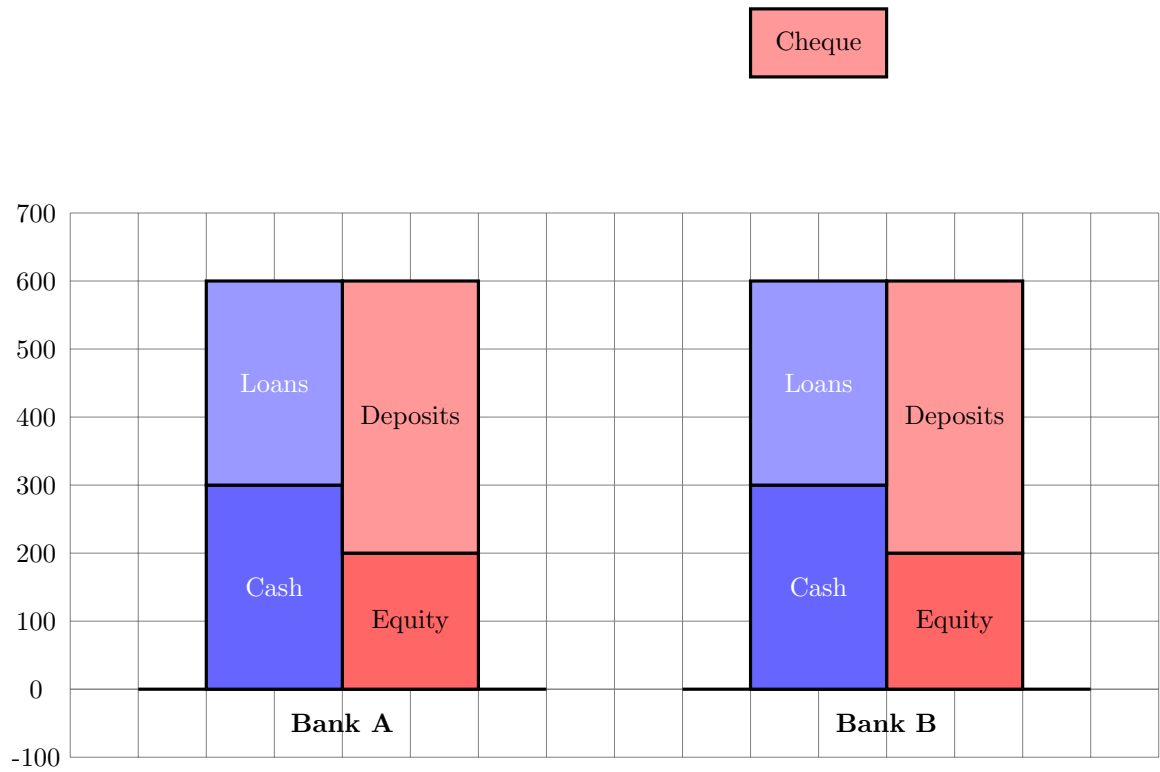 Cheque
700
600
500
400
300
200
100
0
-100
Loans
Deposits
Cash
Equity
Bank A
Loans
Deposits
Cash
Equity
Bank B